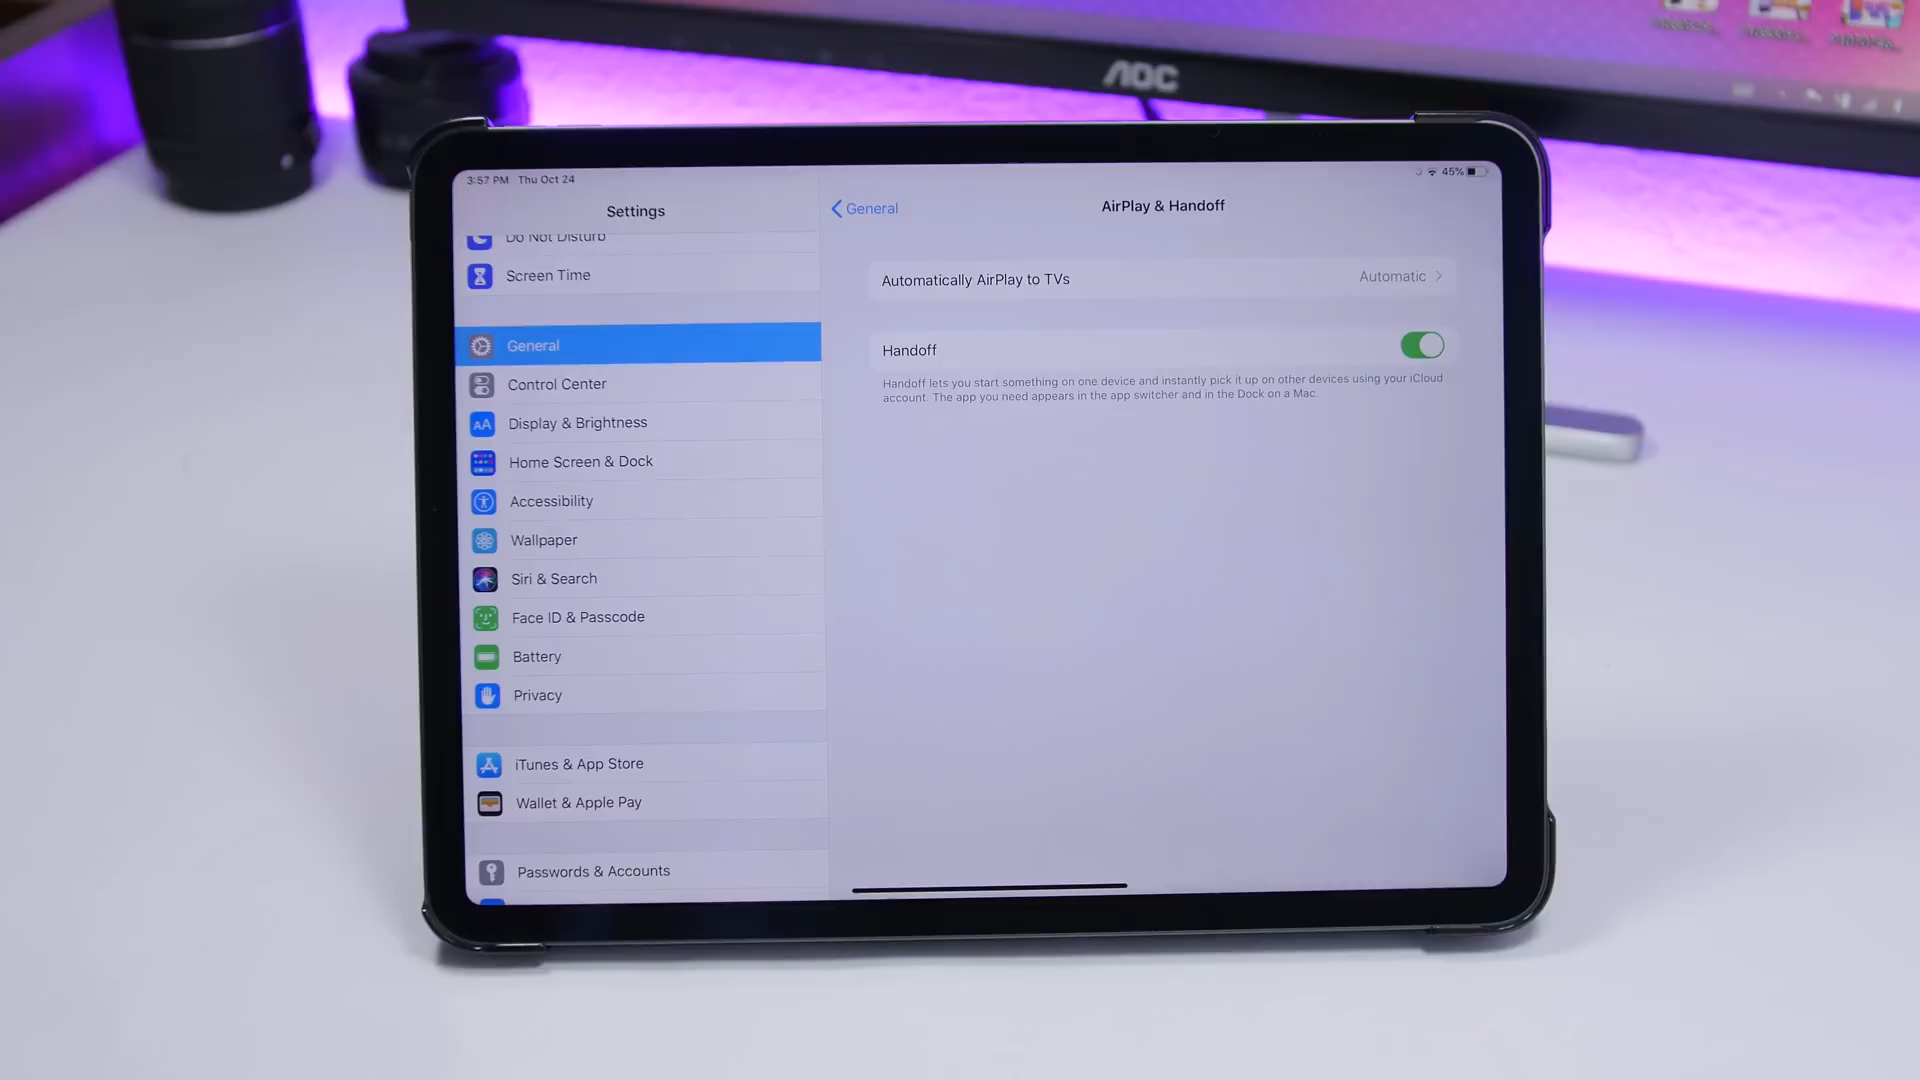 AOC
3:57 PM Thu Oct 24
45%
Settings
Do Not Disturb
Screen Time
General
Control Center
Display & Brightness
Home Screen & Dock
Accessibility
Wallpaper
Siri & Search
Face ID & Passcode
Battery
Privacy
iTunes & App Store
Wallet & Apple Pay
Passwords & Accounts
General
AirPlay & Handoff
Automatically AirPlay to TVs
Automatic
Handoff
Handoff lets you start something on one device and instantly pick it up on other devices using your iCloud
account. The app you need appears in the app switcher and in the Dock on a Mac.
AA